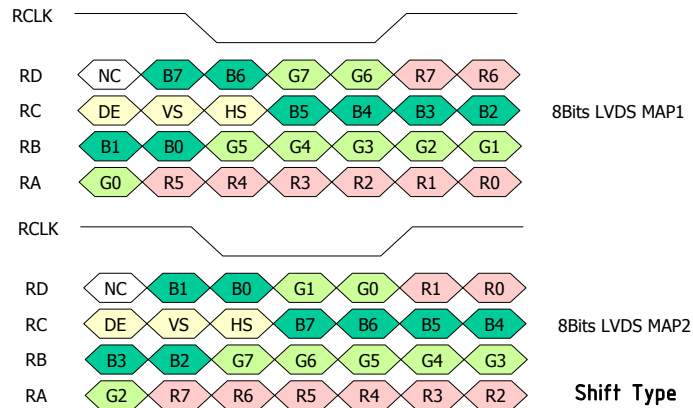 RCLK
RD NC B7 B6 G7 G6 R7 R6
RC DE VS HS B5 B4 B3 B2 8Bits LVDS MAP1
RB B1 B0 G5 G4 G3 G2 G1
RA G0 R5 R4 R3 R2 R1 R0
RCLK
RD NC B1 B0 G1 G0 R1 R0
RC DE VS HS B7 B6 B5 B4 8Bits LVDS MAP2
RB B3 B2 G7 G6 G5 G4 G3
RA G2 R7 R6 R5 R4 R3 R2 Shift Type